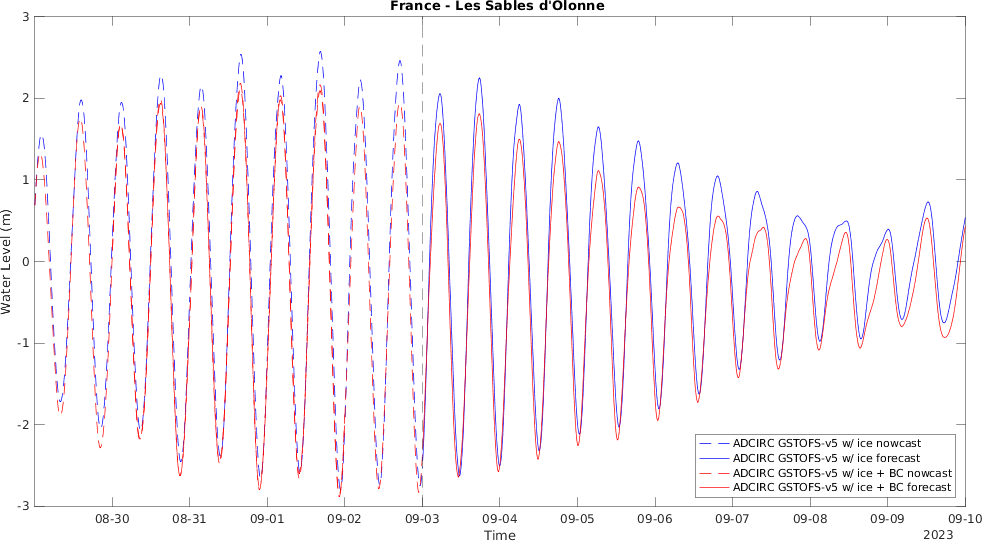 France - Les Sables d'Olonne
3
2
1
0
-1
-2
-3
Water Level (m)
ADCIRC GSTOFS-v5 w/ ice nowcast
ADCIRC GSTOFS-v5 w/ ice forecast
ADCIRC GSTOFS-v5 w/ ice + BC nowcast
ADCIRC GSTOFS-v5 w/ ice + BC forecast
08-30 08-31 09-01 09-02 09-03 09-04 09-05 09-06 09-07 09-08 09-09 09-10
Time
2023